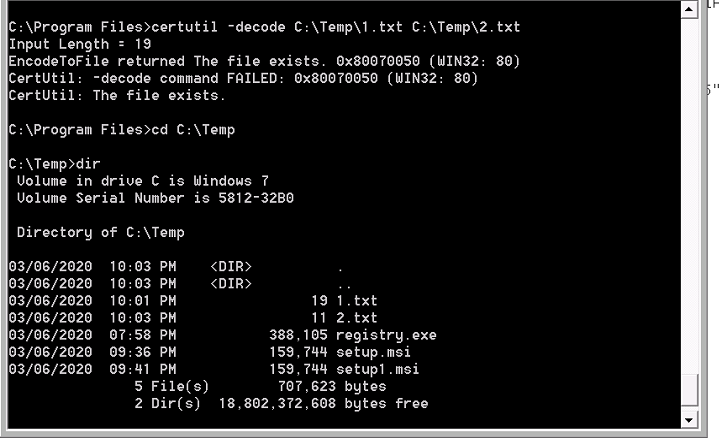 C:\Program Files>certutil -decode C:\Temp\1.txt C:\Temp\2.txt
Input Length = 19
EncodeToFile returned The file exists. 0x80070050 (WIN32: 80)
CertUtil: -decode command FAILED: 0x80070050 (WIN32: 80)
CertUtil: The file exists.
C:\Program Files>cd C:\Temp
C:\Temp>dir
Volume in drive C is Windows 7
Volume Serial Number is 5812-32B0
Directory of C:\Temp
03/06/2020  10:03 PM    <DIR>          .
03/06/2020  10:03 PM    <DIR>          ..
03/06/2020  10:01 PM                19 1.txt
03/06/2020  10:03 PM                11 2.txt
03/06/2020  07:58 PM           388,105 registry.exe
03/06/2020  09:36 PM           159,744 setup.msi
03/06/2020  09:41 PM           159,744 setup1.msi
5 File(s)        707,623 bytes
2 Dir(s)  18,802,372,608 bytes free